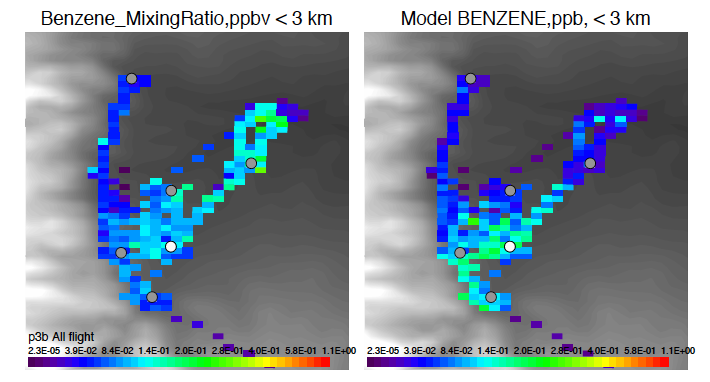 Benzene_MixingRatio,ppbv < 3 km
Model BENZENE,ppb, < 3 km
p3b All flight
2.3E-05 3.9E-02 8.4E-02 1.4E-01 2.0E-01 2.8E-01 4.0E-01 5.8E-01 1.1E+00
2.3E-05 3.9E-02 8.4E-02 1.4E-01 2.0E-01 2.8E-01 4.0E-01 5.8E-01 1.1E+00